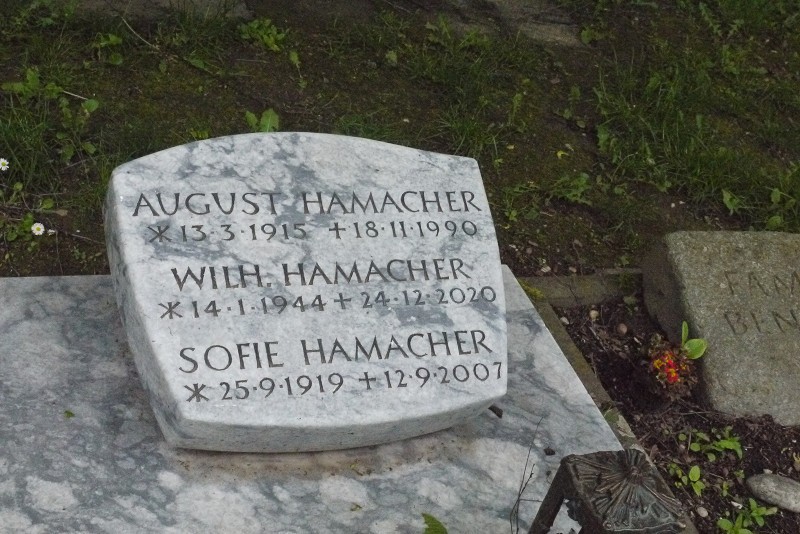 AUGUST HAMACHER
* 13·3·1915 +18·11·1990
WILH. HAMACHER
* 14·1·1944 + 24·12·2020
SOFIE HAMACHER
* 25·9·1919 +12·9·2007